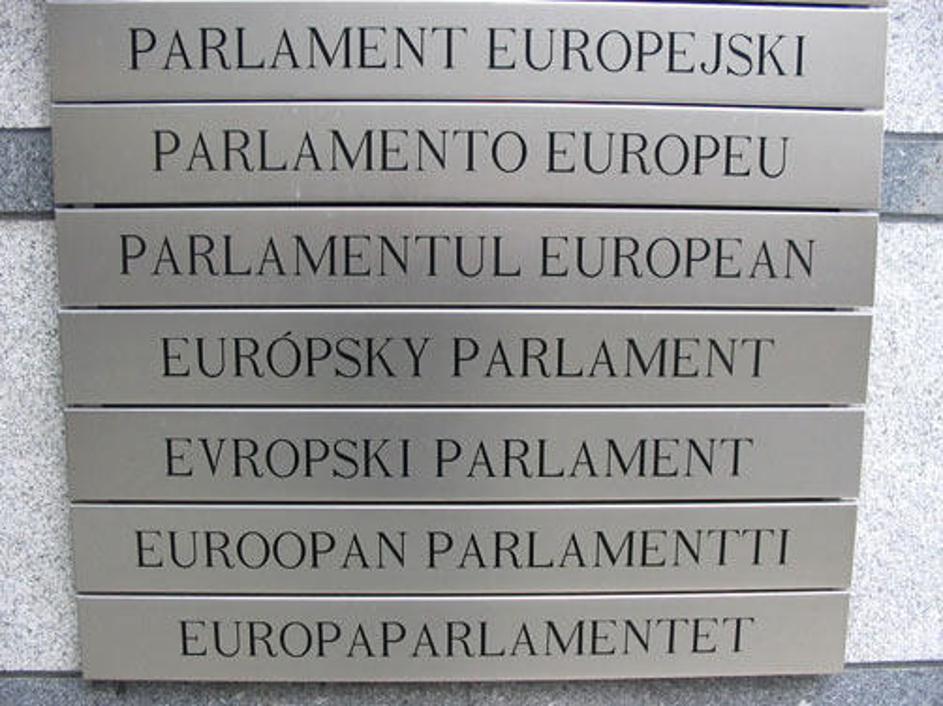 PARLAMENT EUROPEJSKI
PARLAMENTO EUROPEU
PARLAMENTUL EUROPEAN
EURÓPSKY PARLAMENT
EVROPSKI PARLAMENT
EUROOPAN PARLAMENTTI
EUROPAPARLAMENTET